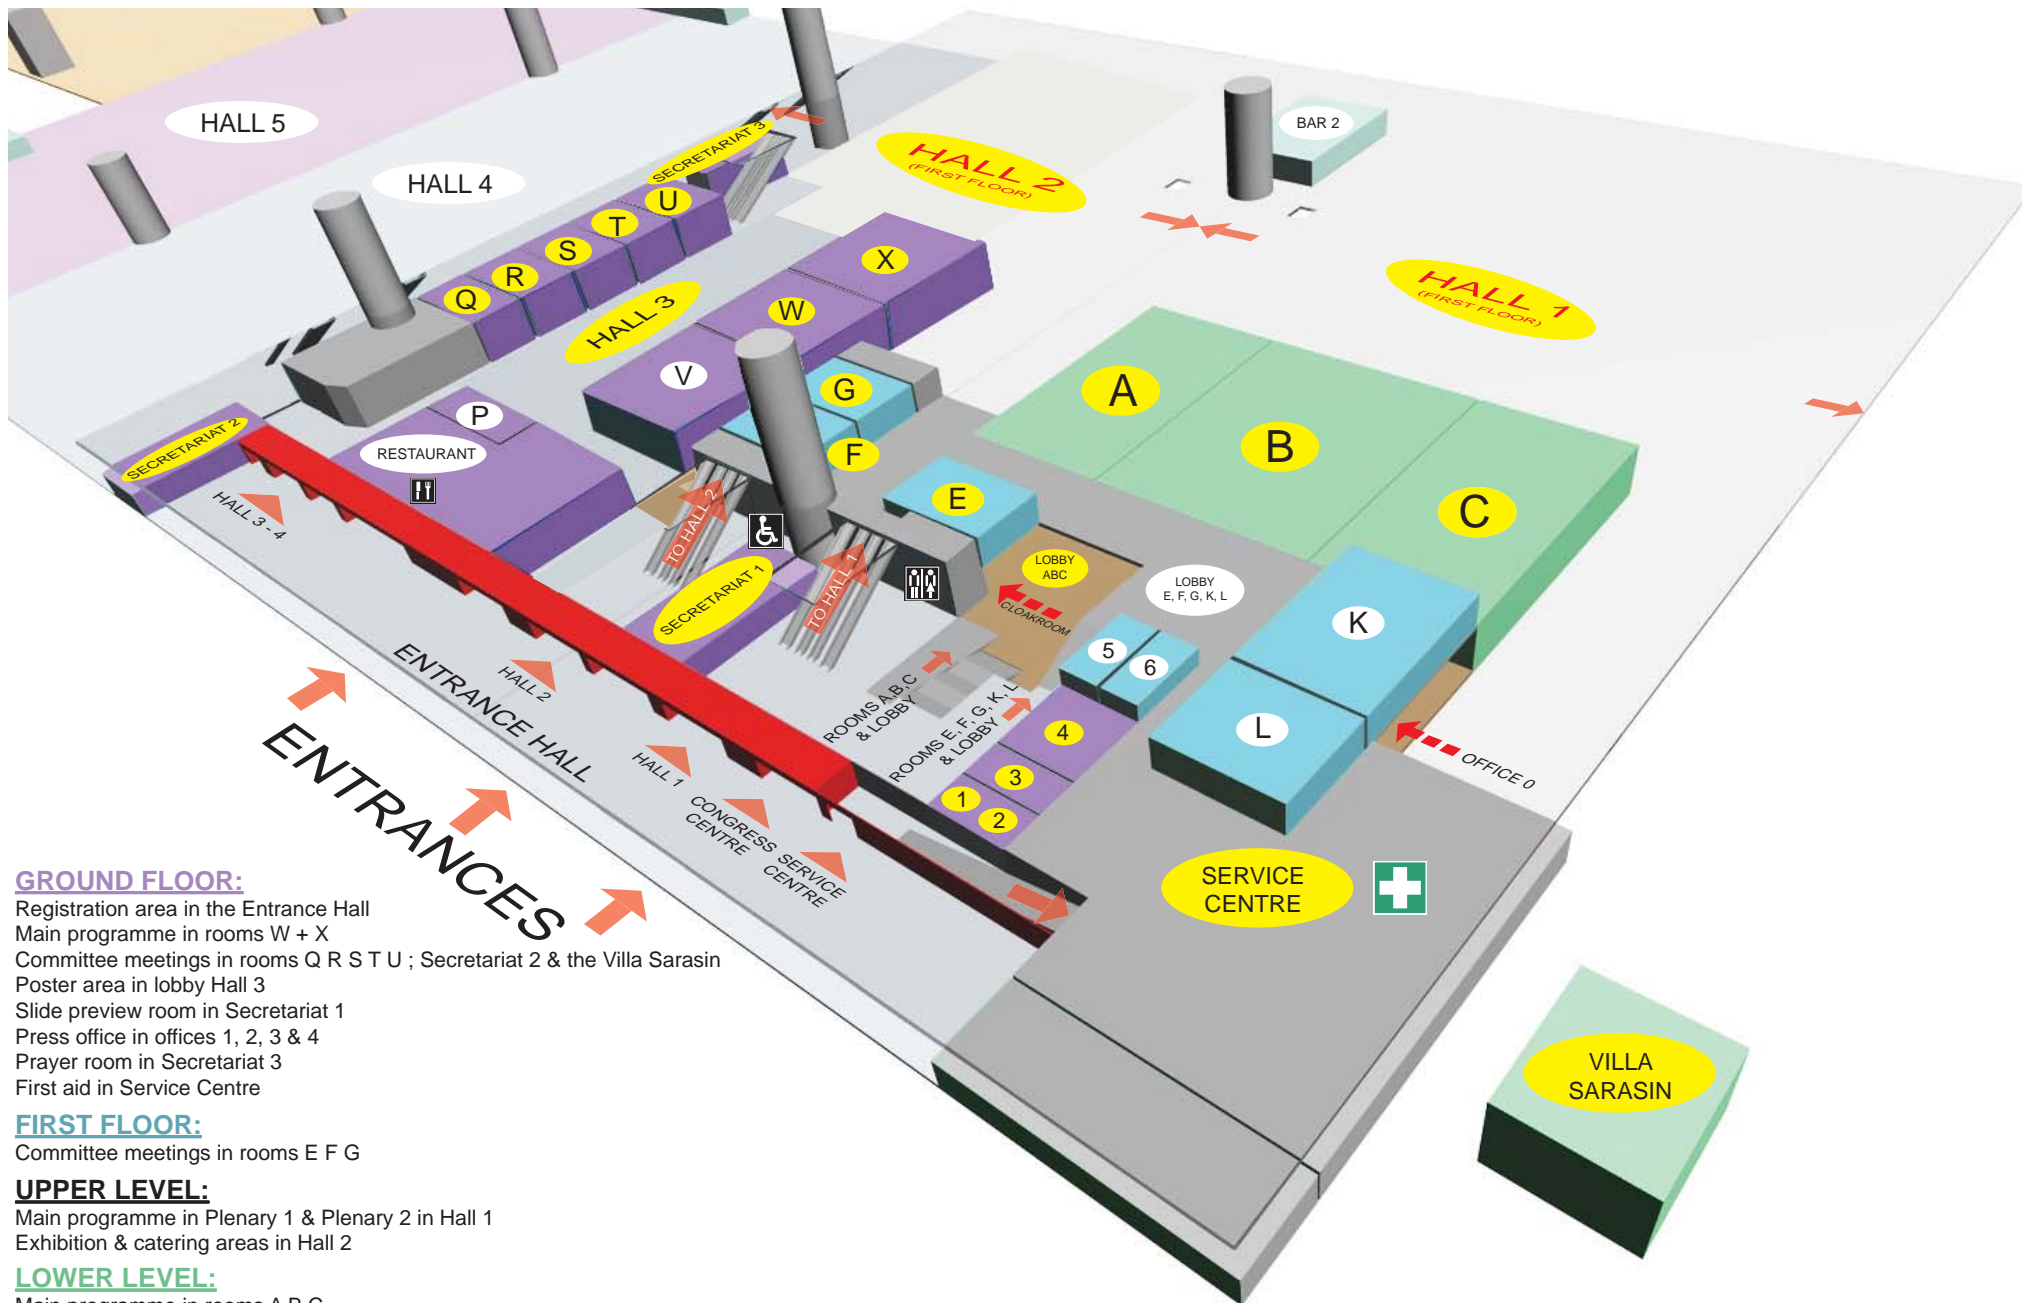 HALL 5
HALL 4
SECRETARIAT 3
HALL 2
(FIRST FLOOR)
BAR 2
U
T
S
R
Q
HALL 3
X
W
V
HALL 1
(FIRST FLOOR)
G
F
E
A
B
C
P
RESTAURANT
SECRETARIAT 2
HALL 3 - 4
TO HALL 2
SECRETARIAT 1
TO HALL 1
LOBBY
ABC
CLOAKROOM
LOBBY
E, F, G, K, L
K
L
5
6
4
3
1
2
ROOMS A,B,C
& LOBBY
ROOMS E, F, G, K, L
& LOBBY
OFFICE 0
HALL 2
ENTRANCE HALL
HALL 1
CONGRESS
CENTRE
SERVICE
CENTRE
ENTRANCES
SERVICE
CENTRE
VILLA
SARASIN
GROUND FLOOR:
Registration area in the Entrance Hall
Main programme in rooms W + X
Committee meetings in rooms Q R S T U ; Secretariat 2 & the Villa Sarasin
Poster area in lobby Hall 3
Slide preview room in Secretariat 1
Press office in offices 1, 2, 3 & 4
Prayer room in Secretariat 3
First aid in Service Centre
FIRST FLOOR:
Committee meetings in rooms E F G
UPPER LEVEL:
Main programme in Plenary 1 & Plenary 2 in Hall 1
Exhibition & catering areas in Hall 2
LOWER LEVEL:
Main programme in rooms A B C